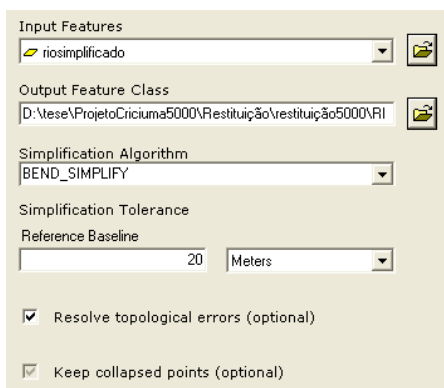 Input Features
riosimplificado
Output Feature Class
D:\tese\ProjetoCriciuma5000\Restituição\restituição5000\RI
Simplification Algorithm
BEND_SIMPLIFY
Simplification Tolerance
Reference Baseline
20 Meters
Resolve topological errors (optional)
Keep collapsed points (optional)